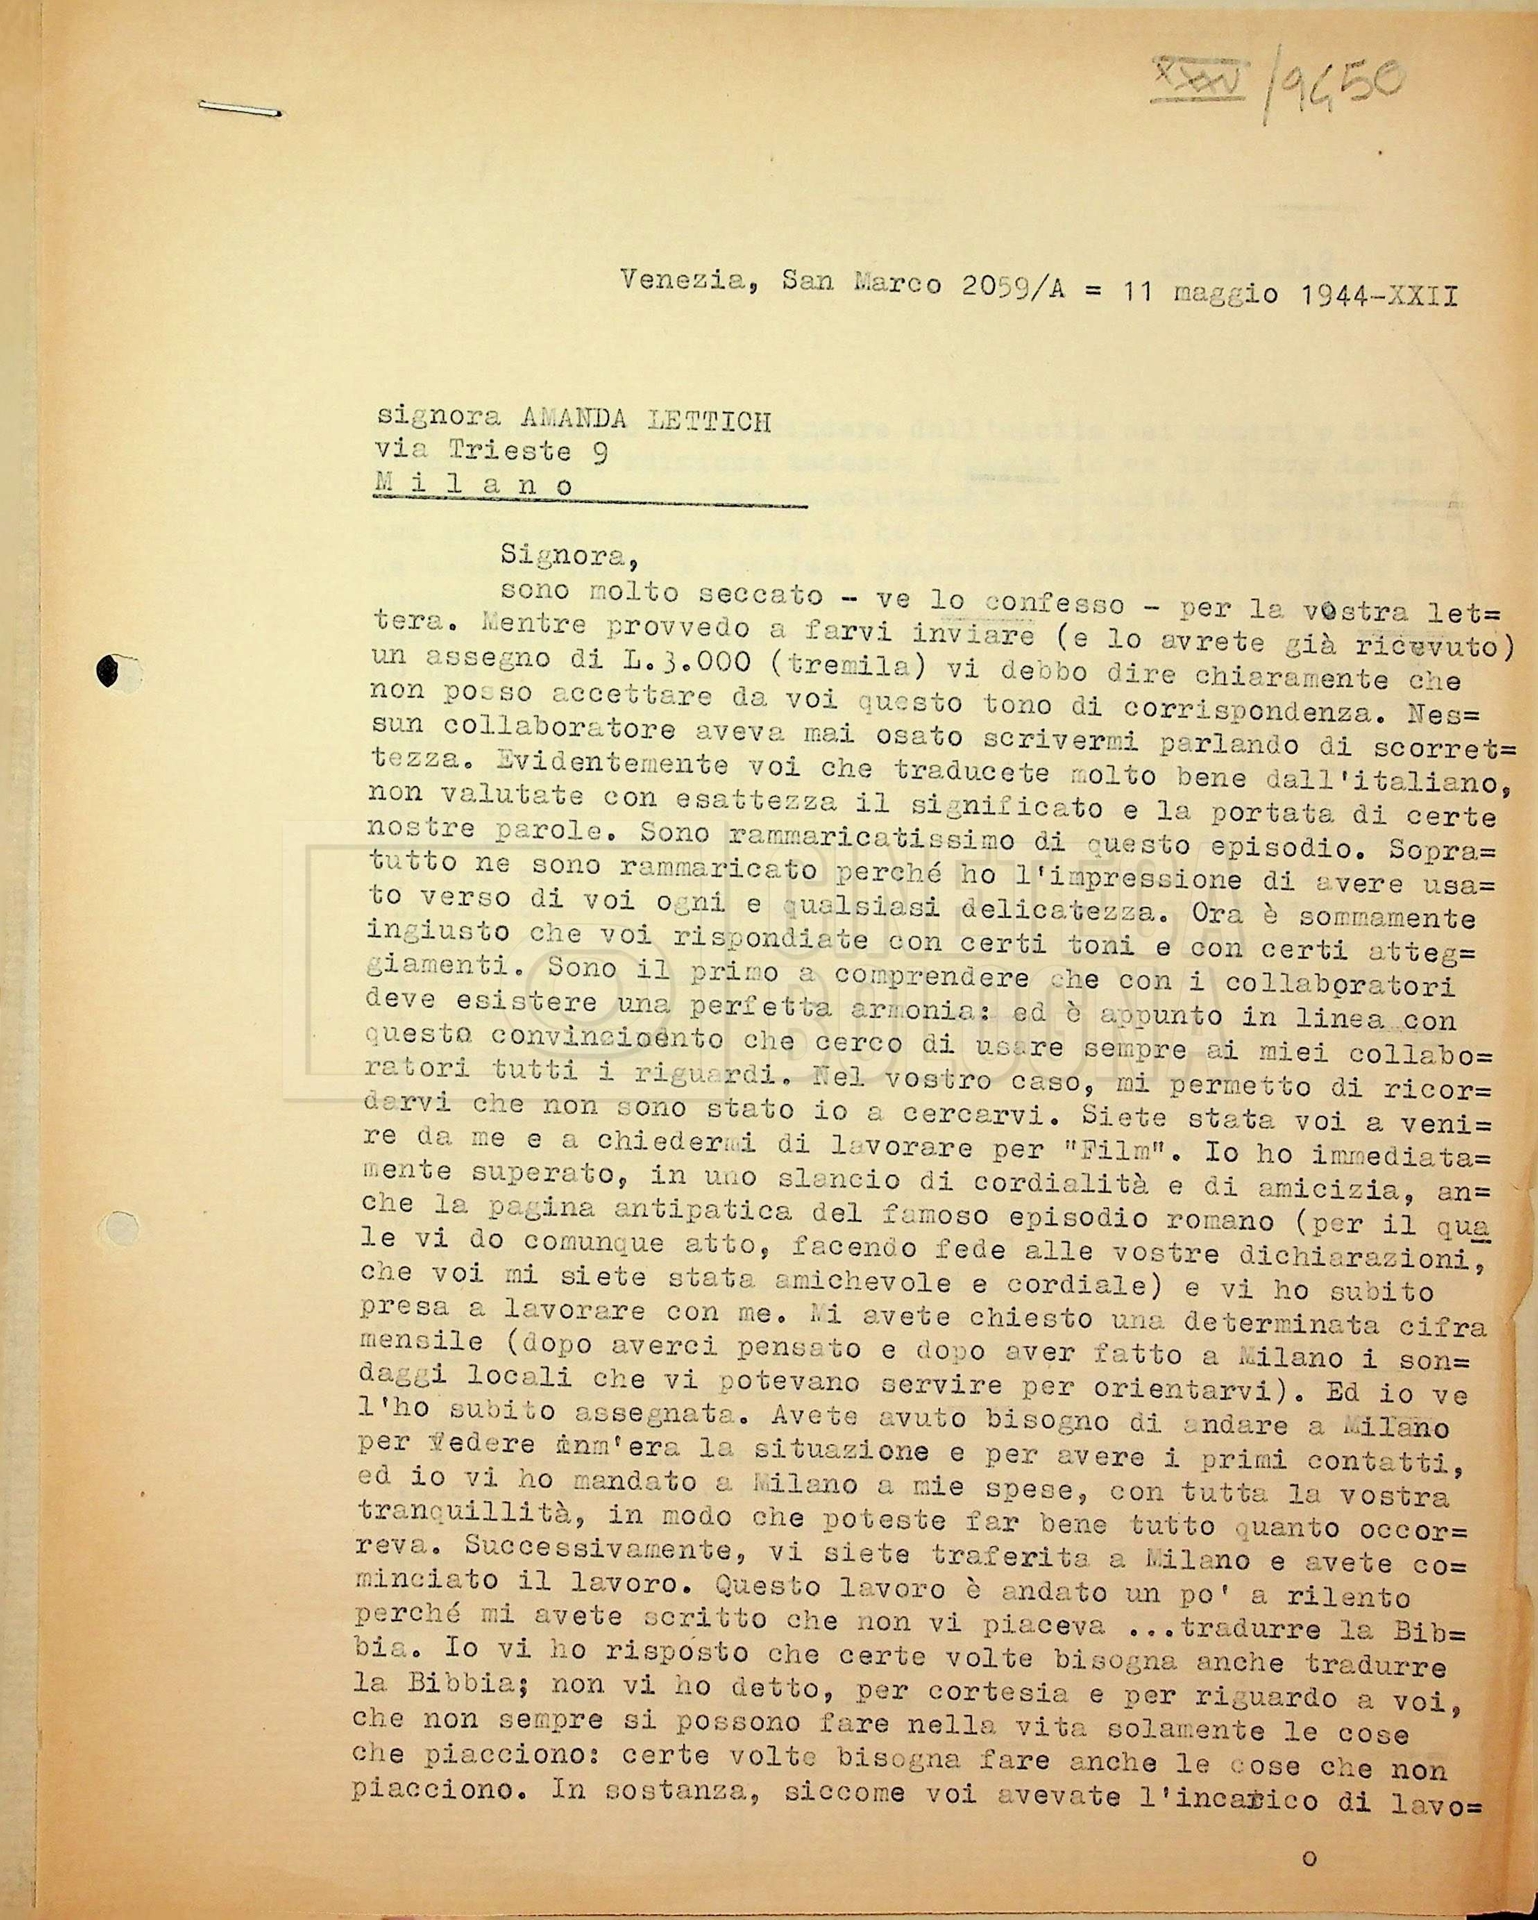 XXXV/9450
Venezia, San Marco 2059/A = 11 maggio 1944-XXII
signora AMANDA LETTICH
via Trieste 9
M i l a n o
Signora,
sono molto seccato - ve lo confesso - per la vostra let=
tera. Mentre provvedo a farvi inviare (e lo avrete già ricevuto)
un assegno di L.3.000 (tremila) vi debbo dire chiaramente che
non posso accettare da voi questo tono di corrispondenza. Nes=
sun collaboratore aveva mai osato scrivermi parlando di scorret=
tezza. Evidentemente voi che traducete molto bene dall'italiano,
non valutate con esattezza il significato e la portata di certe
nostre parole. Sono rammaricatissimo di questo episodio. Sopra=
tutto ne sono rammaricato perché ho l'impressione di avere usa=
to verso di voi ogni e qualsiasi delicatezza. Ora è sommamente
ingiusto che voi rispondiate con certi toni e con certi atteg=
giamenti. Sono il primo a comprendere che con i collaboratori
deve esistere una perfetta armonia: ed è appunto in linea con
questo convincimento che cerco di usare sempre ai miei collabo=
ratori tutti i riguardi. Nel vostro caso, mi permetto di ricor=
darvi che non sono stato io a cercarvi. Siete stata voi a veni=
re da me e a chiedermi di lavorare per "Film". Io ho immediata=
mente superato, in uno slancio di cordialità e di amicizia, an=
che la pagina antipatica del famoso episodio romano (per il qua
le vi do comunque atto, facendo fede alle vostre dichiarazioni,
che voi mi siete stata amichevole e cordiale) e vi ho subito
presa a lavorare con me. Mi avete chiesto una determinata cifra
mensile (dopo averci pensato e dopo aver fatto a Milano i son=
daggi locali che vi potevano servire per orientarvi). Ed io ve
l'ho subito assegnata. Avete avuto bisogno di andare a Milano
per vedere inm'era la situazione e per avere i primi contatti,
ed io vi ho mandato a Milano a mie spese, con tutta la vostra
tranquillità, in modo che poteste far bene tutto quanto occor=
reva. Successivamente, vi siete traferita a Milano e avete co=
minciato il lavoro. Questo lavoro è andato un po' a rilento
perché mi avete scritto che non vi piaceva ...tradurre la Bib=
bia. Io vi ho risposto che certe volte bisogna anche tradurre
la Bibbia; non vi ho detto, per cortesia e per riguardo a voi,
che non sempre si possono fare nella vita solamente le cose
che piacciono: certe volte bisogna fare anche le cose che non
piacciono. In sostanza, siccome voi avevate l'incarico di lavo=
o